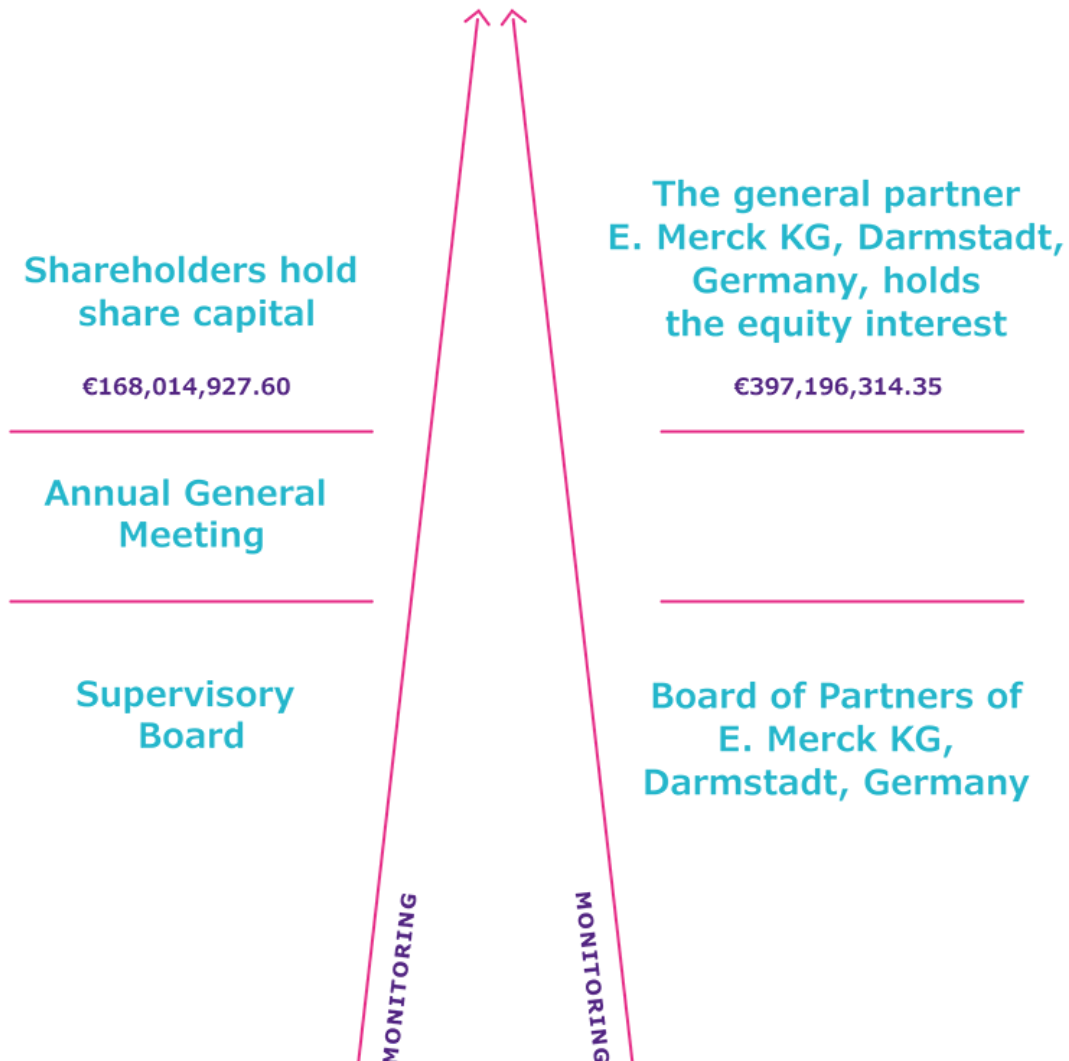 Shareholders hold
share capital
€168,014,927.60
Annual General
Meeting
Supervisory
Board
MONITORING
The general partner
E. Merck KG, Darmstadt,
Germany, holds
the equity interest
€397,196,314.35
Board of Partners of
E. Merck KG,
Darmstadt, Germany
MONITORING